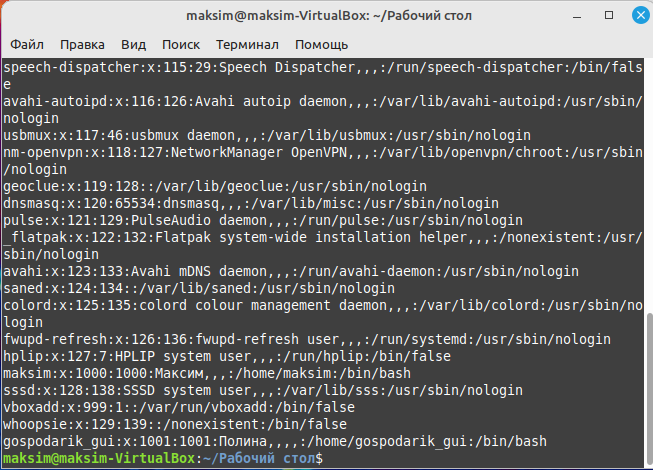 maksim@maksim-VirtualBox: ~/Рабочий стол
Файл Правка Вид Поиск Терминал Помощь
speech-dispatcher:x:115:29:Speech Dispatcher,,,:/run/speech-dispatcher:/bin/fals
e
avahi-autoipd:x:116:126:Avahi autoip daemon,,,:/var/lib/avahi-autoipd:/usr/sbin/
nologin
usbmux:x:117:46:usbmux daemon,,,:/var/lib/usbmux:/usr/sbin/nologin
nm-openvpn:x:118:127:NetworkManager OpenVPN,,,:/var/lib/openvpn/chroot:/usr/sbin
/nologin
geoclue:x:119:128::/var/lib/geoclue:/usr/sbin/nologin
dnsmasq:x:120:65534:dnsmasq,,,:/var/lib/misc:/usr/sbin/nologin
pulse:x:121:129:PulseAudio daemon,,,:/run/pulse:/usr/sbin/nologin
_flatpak:x:122:132:Flatpak system-wide installation helper,,,:/nonexistent:/usr/
sbin/nologin
avahi:x:123:133:Avahi mDNS daemon,,,:/run/avahi-daemon:/usr/sbin/nologin
saned:x:124:134::/var/lib/saned:/usr/sbin/nologin
colord:x:125:135:colord colour management daemon,,,:/var/lib/colord:/usr/sbin/no
login
fwupd-refresh:x:126:136:fwupd-refresh user,,,:/run/systemd:/usr/sbin/nologin
hplip:x:127:7:HPLIP system user,,,:/run/hplip:/bin/false
maksim:x:1000:1000:Максим,,,:/home/maksim:/bin/bash
sssd:x:128:138:SSSD system user,,,:/var/lib/sss:/usr/sbin/nologin
vboxadd:x:999:1::/var/run/vboxadd:/bin/false
whoopsie:x:129:139::/nonexistent:/bin/false
gospodarik_gui:x:1001:1001:Полина,,,,:/home/gospodarik_gui:/bin/bash
maksim@maksim-VirtualBox:~/Рабочий стол$